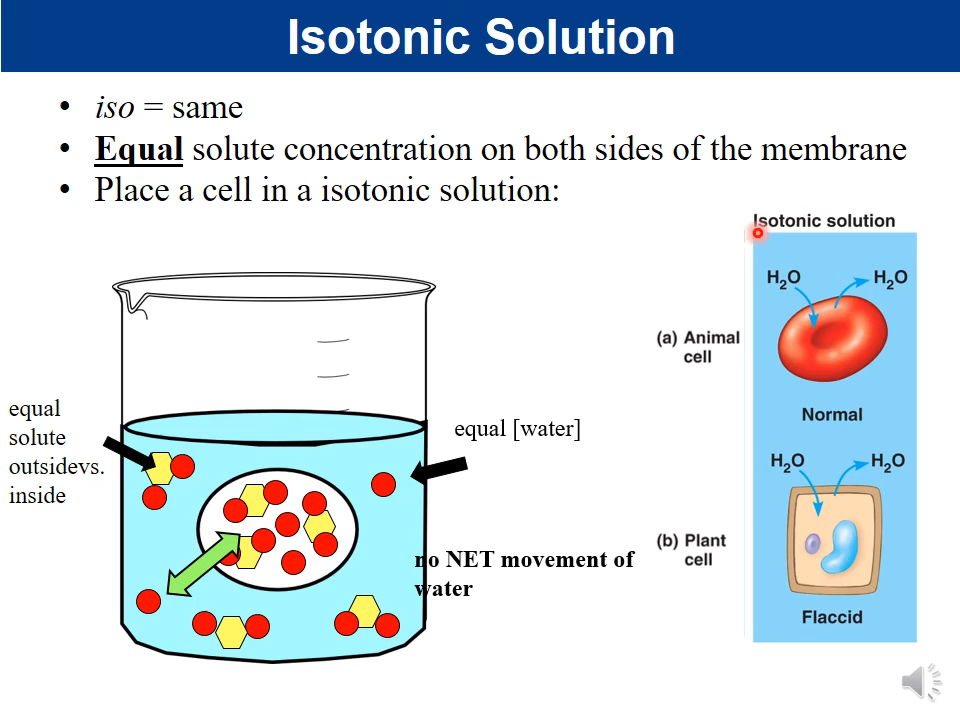 Isotonic Solution
• iso = same
• Equal solute concentration on both sides of the membrane
• Place a cell in a isotonic solution:
Isotonic solution
H₂O
H₂O
(a) Animal
cell
Normal
equal
solute
outsidevs.
inside
equal [water]
no NET movement of
water
H₂O
H₂O
(b) Plant
cell
Flaccid